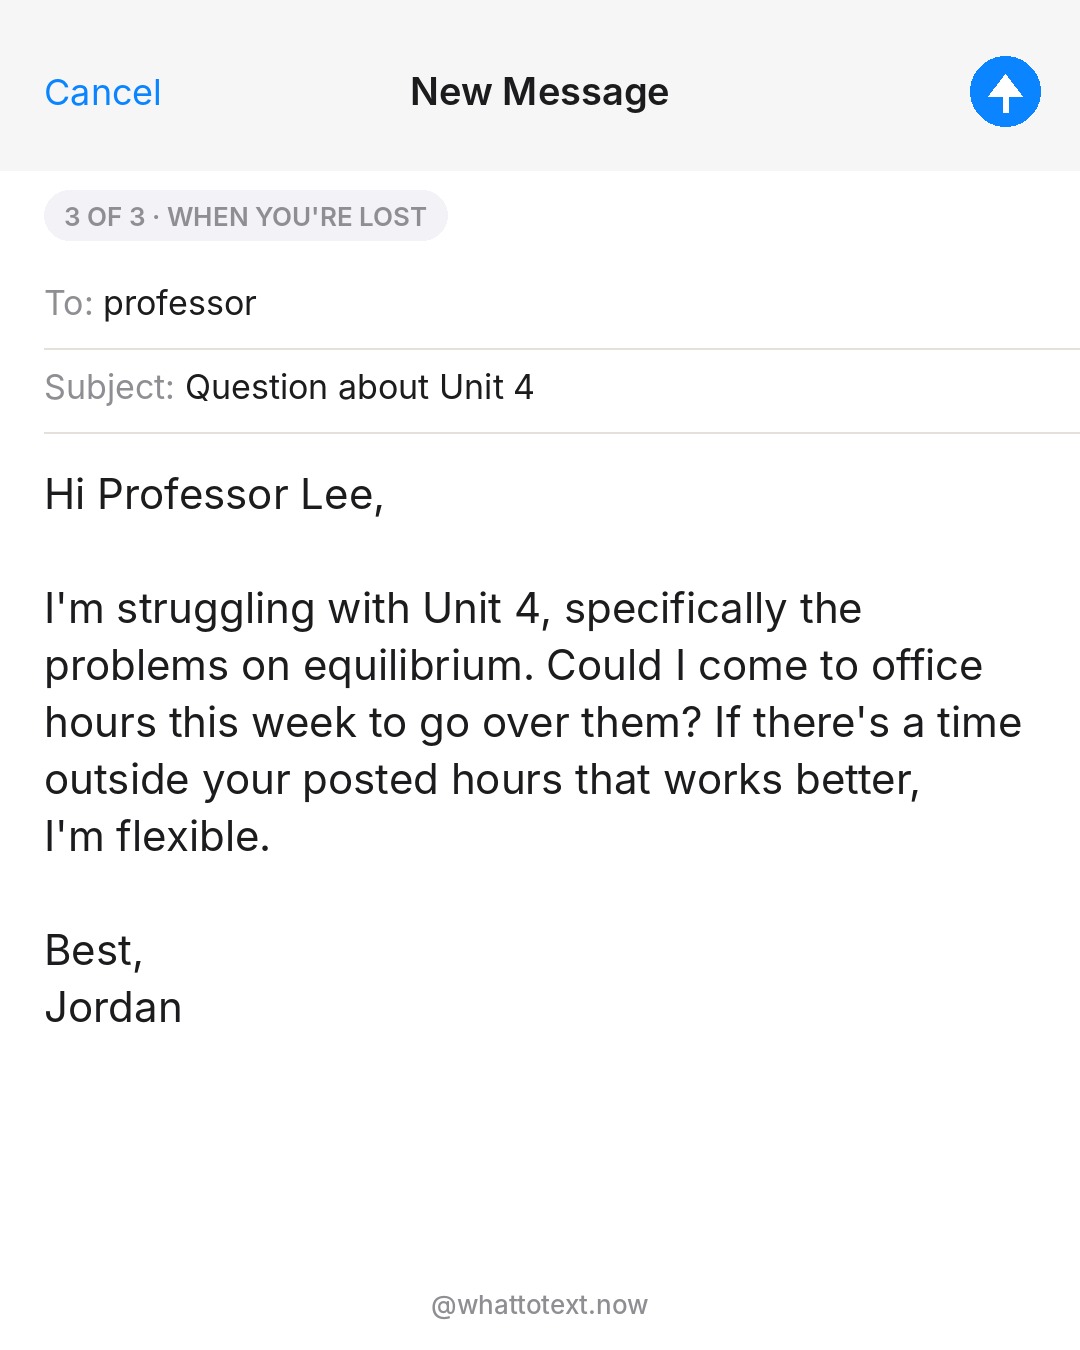 Cancel
New Message
3 OF 3 · WHEN YOU'RE LOST
To: professor
Subject: Question about Unit 4
Hi Professor Lee,
I'm struggling with Unit 4, specifically the
problems on equilibrium. Could I come to office
hours this week to go over them? If there's a time
outside your posted hours that works better,
I'm flexible.
Best,
Jordan
@whattotext.now